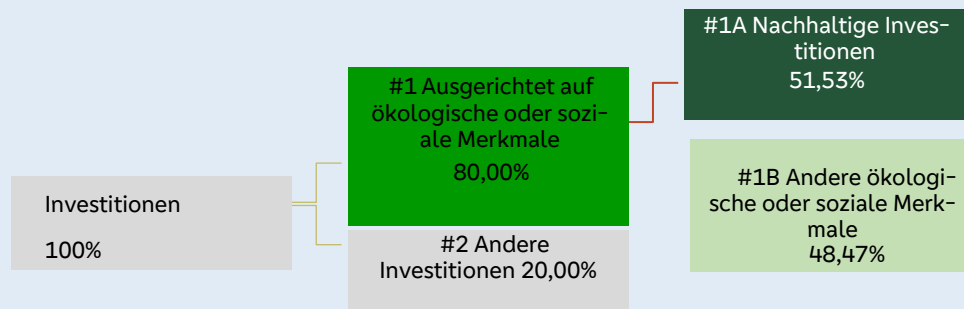 Investitionen
100%
#1 Ausgerichtet auf
ökologische oder sozi-
ale Merkmale
80,00%
#2 Andere
Investitionen 20,00%
#1A Nachhaltige Inves-
titionen
51,53%
#1B Andere ökologi-
sche oder soziale Merk-
male
48,47%